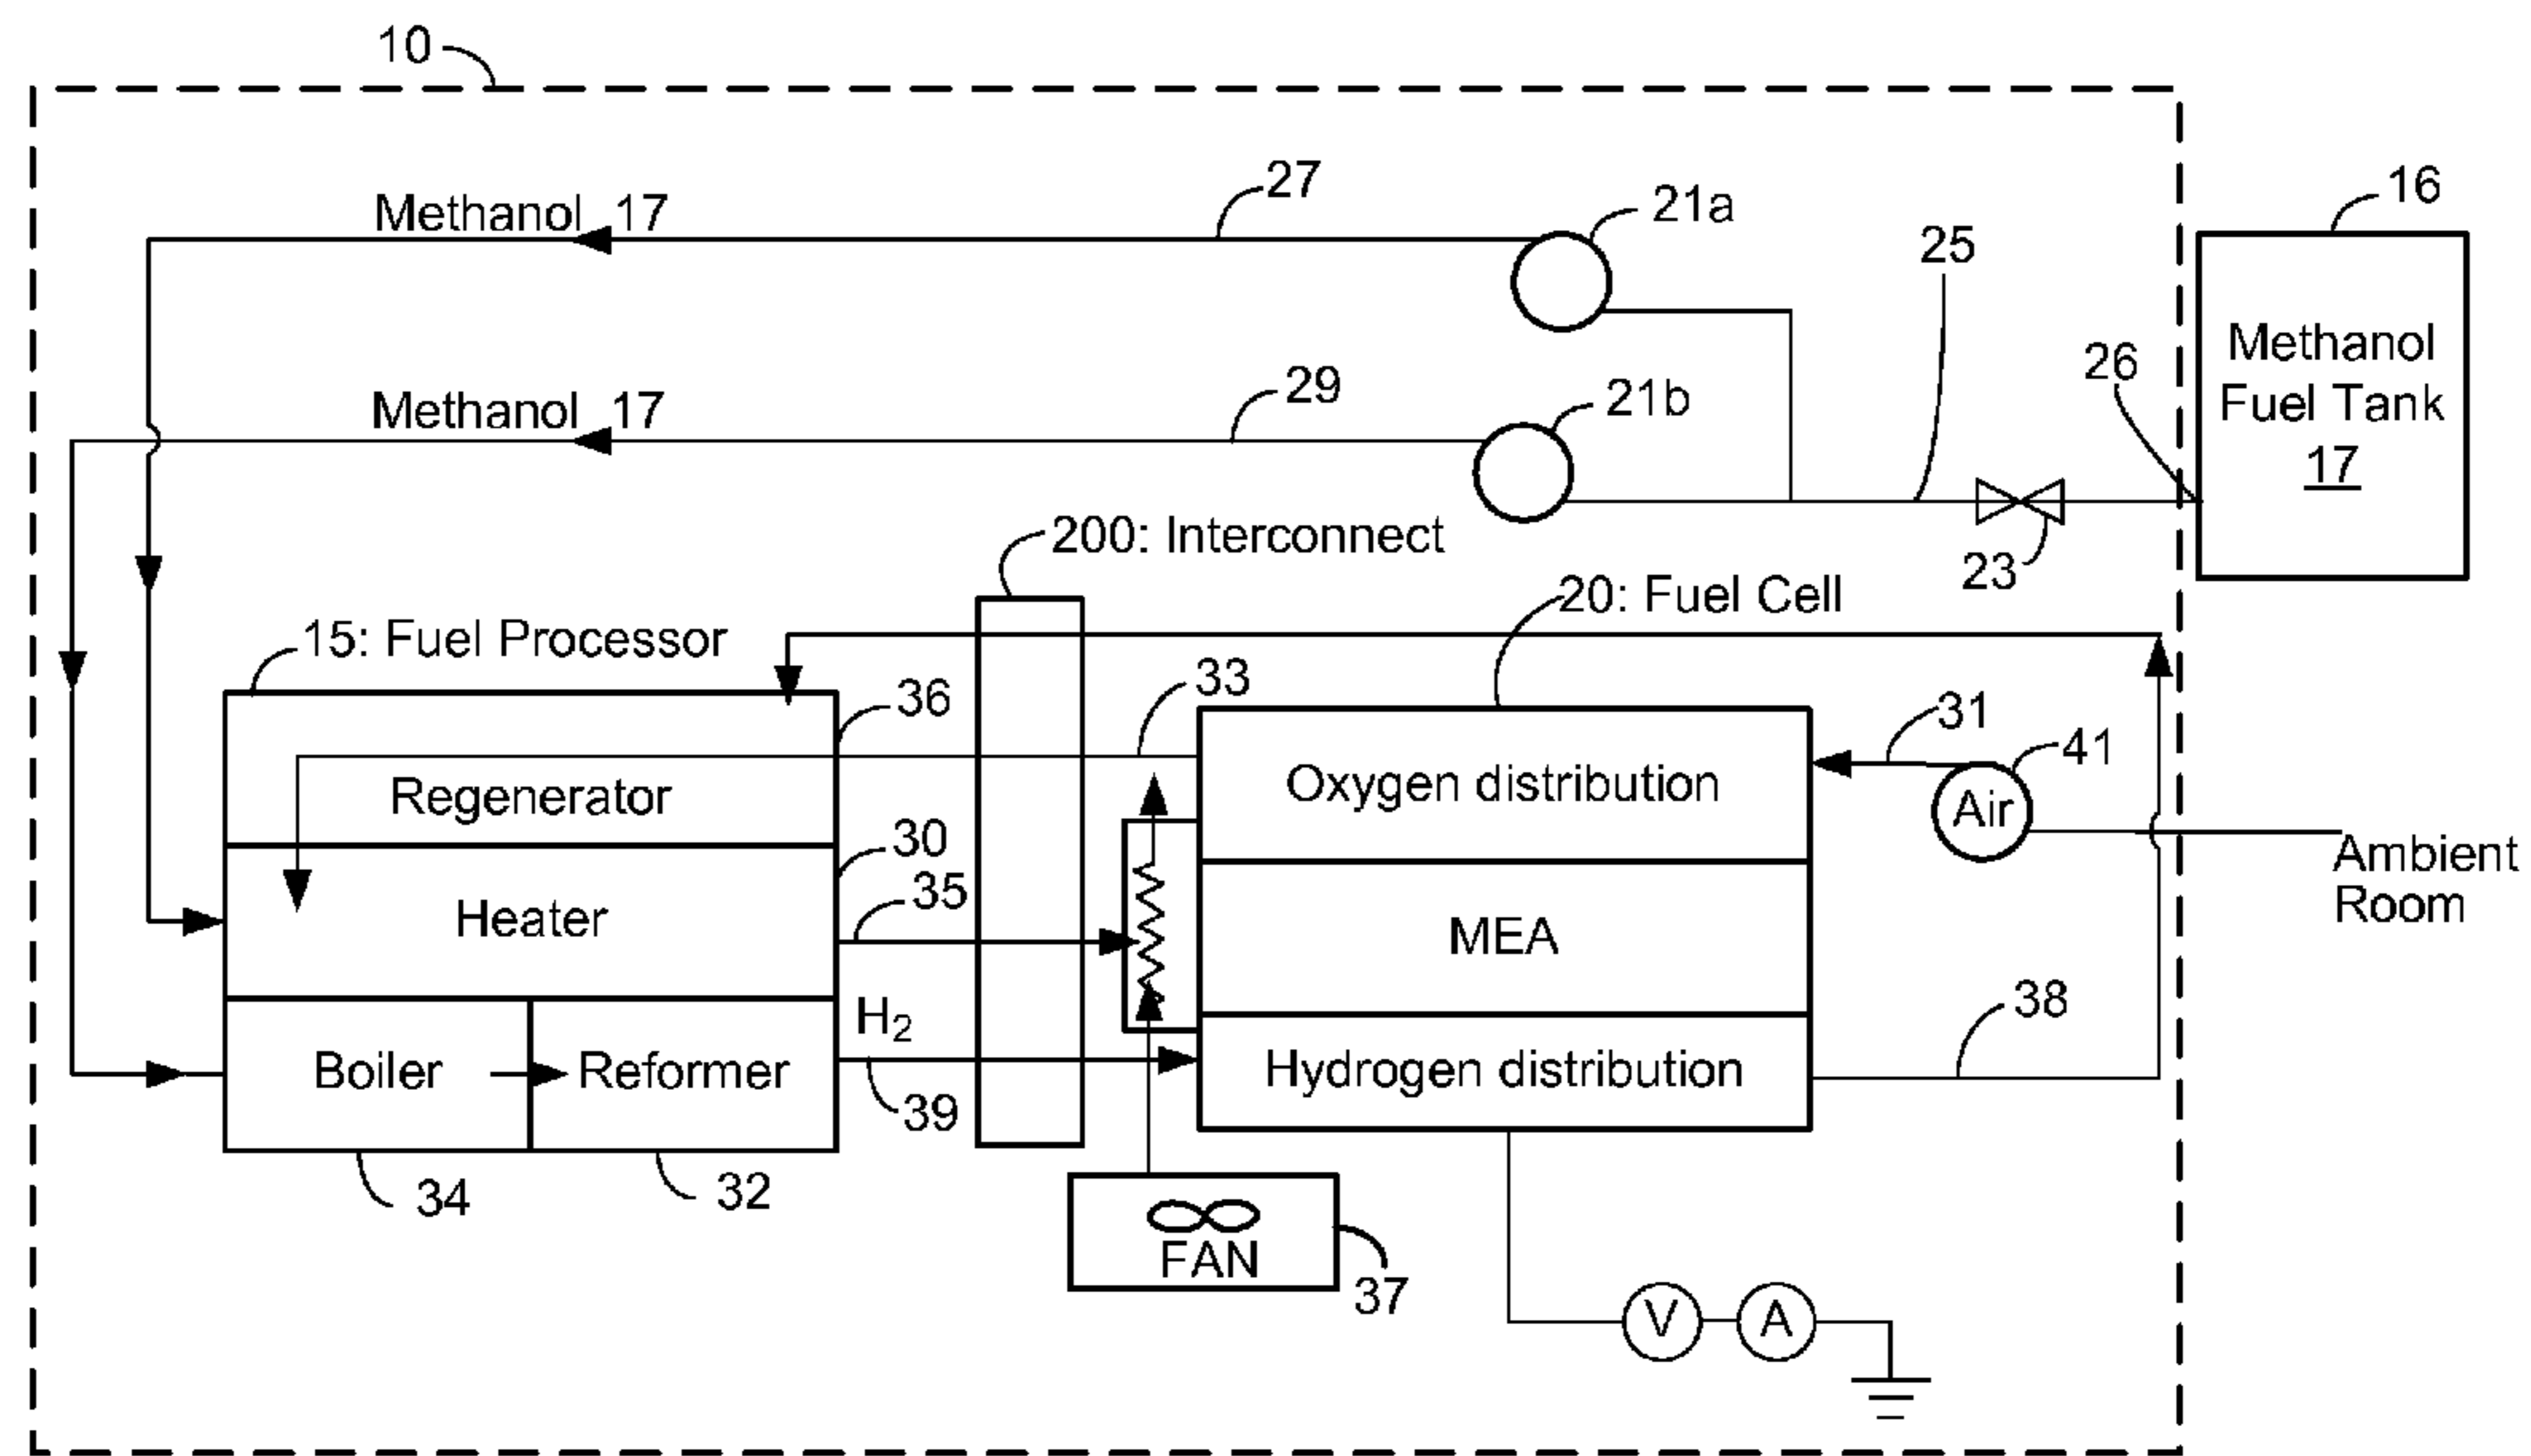 10
27
21a
16
Methanol 17
25
Methanol
Fuel Tank
17
26
29
21b
Methanol 17
200: Interconnect
23
20: Fuel Cell
15: Fuel Processor
33
36
31
41
Regenerator
Oxygen distribution
Air
30
Ambient
Room
35
Heater
MEA
38
H2
Boiler
Reformer
Hydrogen distribution
39
34
32
FAN
37
V
A